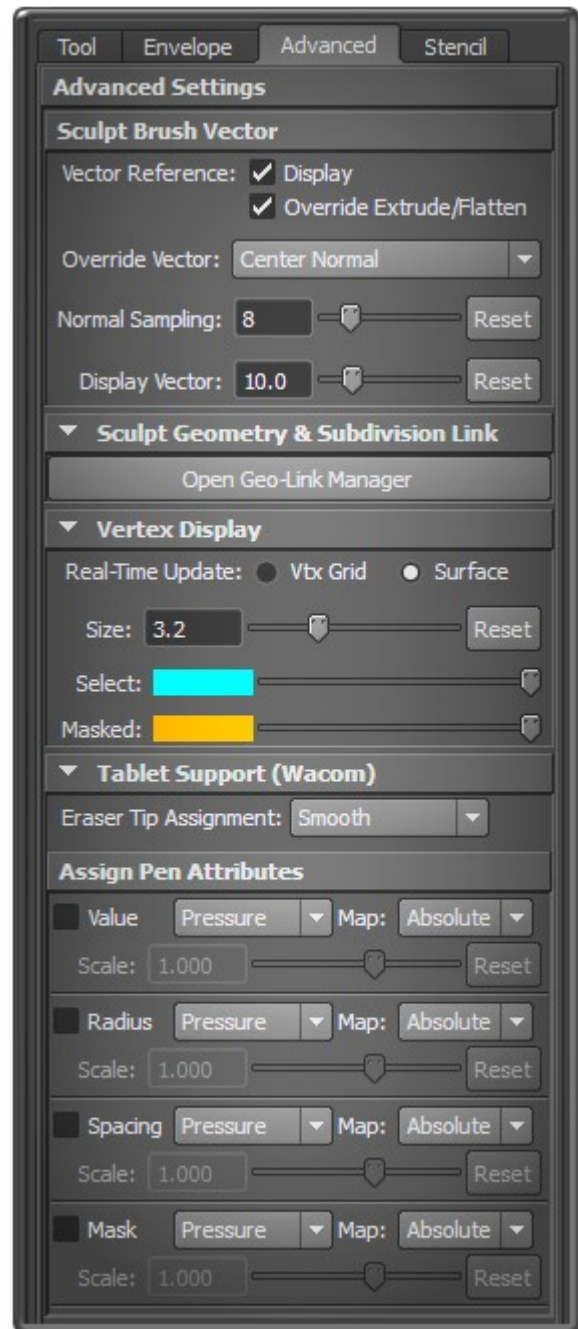 Tool Envelope Advanced Stencil
Advanced Settings
Sculpt Brush Vector
Vector Reference: Display
Override Extrude/Flatten
Override Vector: Center Normal
Normal Sampling: 8 Reset
Display Vector: 10.0 Reset
Sculpt Geometry & Subdivision Link
Open Geo-Link Manager
Vertex Display
Real-Time Update: Vtx Grid Surface
Size: 3.2 Reset
Select:
Masked:
Tablet Support (Wacom)
Eraser Tip Assignment: Smooth
Assign Pen Attributes
Value Pressure Map: Absolute
Scale: 1.000 Reset
Radius Pressure Map: Absolute
Scale: 1.000 Reset
Spacing Pressure Map: Absolute
Scale: 1.000 Reset
Mask Pressure Map: Absolute
Scale: 1.000 Reset